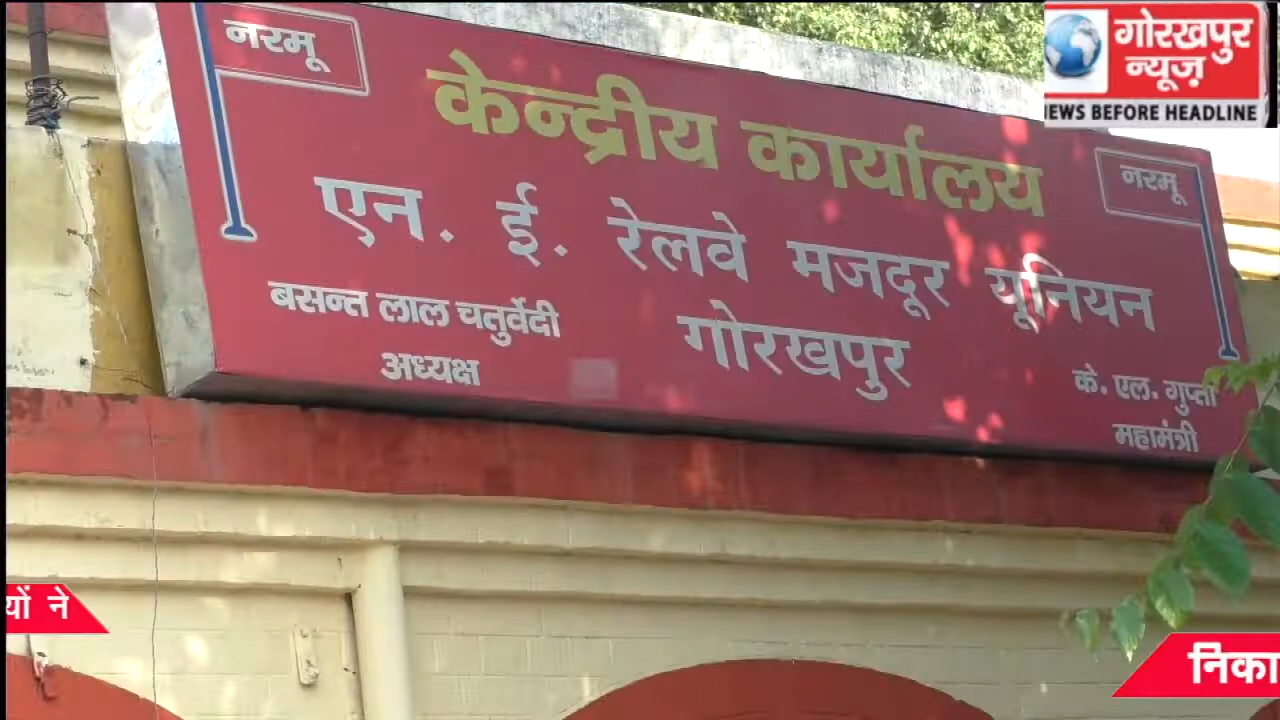 नरमू
केन्द्रीय कार्यालय
नरमू
एन. ई. रेलवे मजदूर यूनियन
गोरखपुर
बसन्त लाल चतुर्वेदी
अध्यक्ष
के. एल. गुप्ता
महामंत्री
गोरखपुर
न्यूज़
NEWS BEFORE HEADLINE
यों ने
निका